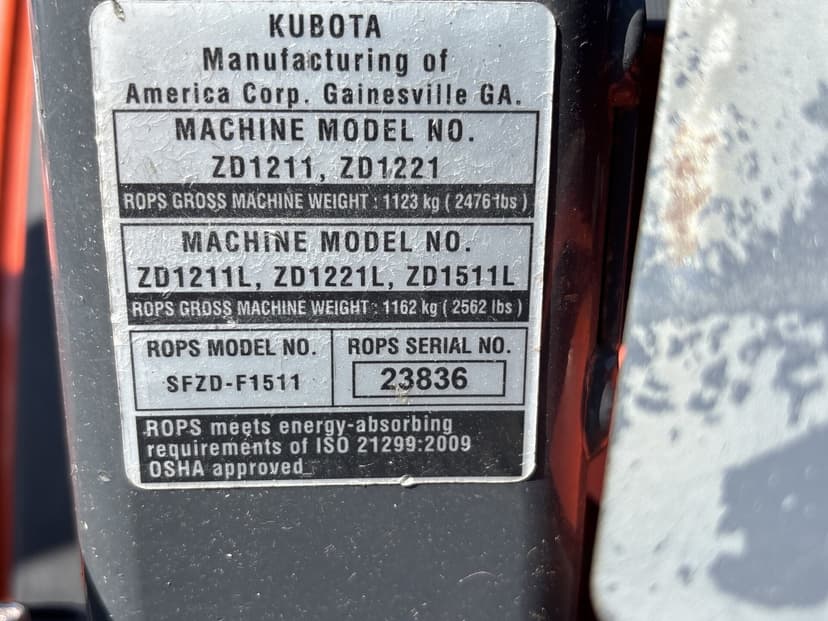 KUBOTA
Manufacturing of
America Corp. Gainesville GA.
MACHINE MODEL NO.
ZD1211, ZD1221
ROPS GROSS MACHINE WEIGHT : 1123 kg ( 2476 lbs )
MACHINE MODEL NO.
ZD1211L, ZD1221L, ZD1511L
ROPS GROSS MACHINE WEIGHT : 1162 kg ( 2562 lbs )
ROPS MODEL NO.
SFZD-F1511
ROPS SERIAL NO.
23836
ROPS meets energy-absorbing
requirements of ISO 21299:2009
OSHA approved